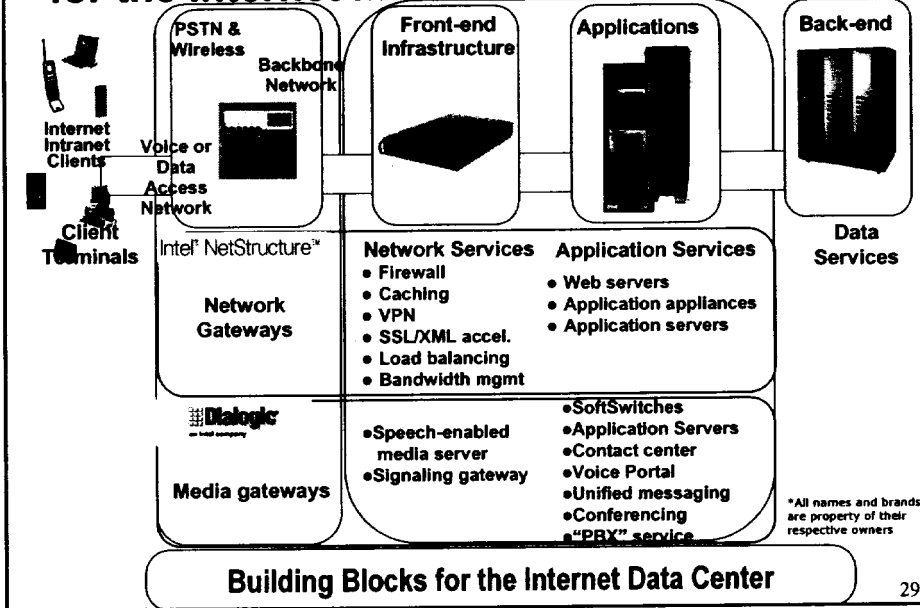 PSTN &
Wireless
Backbone
Network
Front-end
Infrastructure
Applications
Back-end
Internet
Intranet
Clients
Voice or
Data
Access
Network
Client
Terminals
Data
Services
Intel® NetStructure™
Network
Gateways
Network Services
● Firewall
● Caching
● VPN
● SSL/XML accel.
● Load balancing
● Bandwidth mgmt
Application Services
● Web servers
● Application appliances
● Application servers
Dialogic
an Intel company
Media gateways
●Speech-enabled
media server
●Signaling gateway
●SoftSwitches
●Application Servers
●Contact center
●Voice Portal
●Unified messaging
●Conferencing
●"PBX" service
*All names and brands
are property of their
respective owners
Building Blocks for the Internet Data Center
29